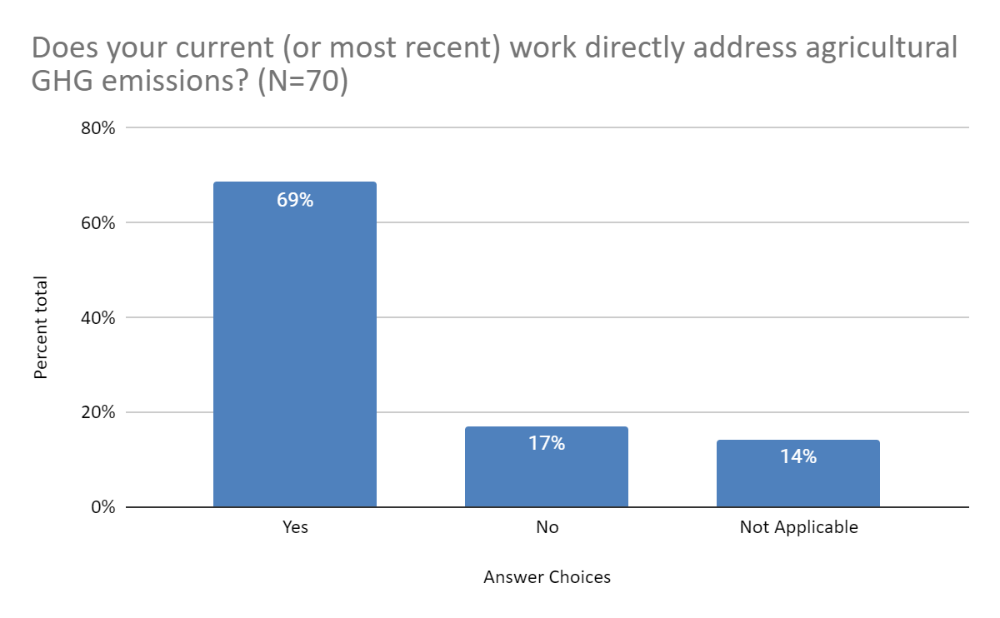 Does your current (or most recent) work directly address agricultural
GHG emissions? (N=70)
80%
60%
40%
20%
0%
Percent total
69%
17%
14%
Yes
No
Not Applicable
Answer Choices